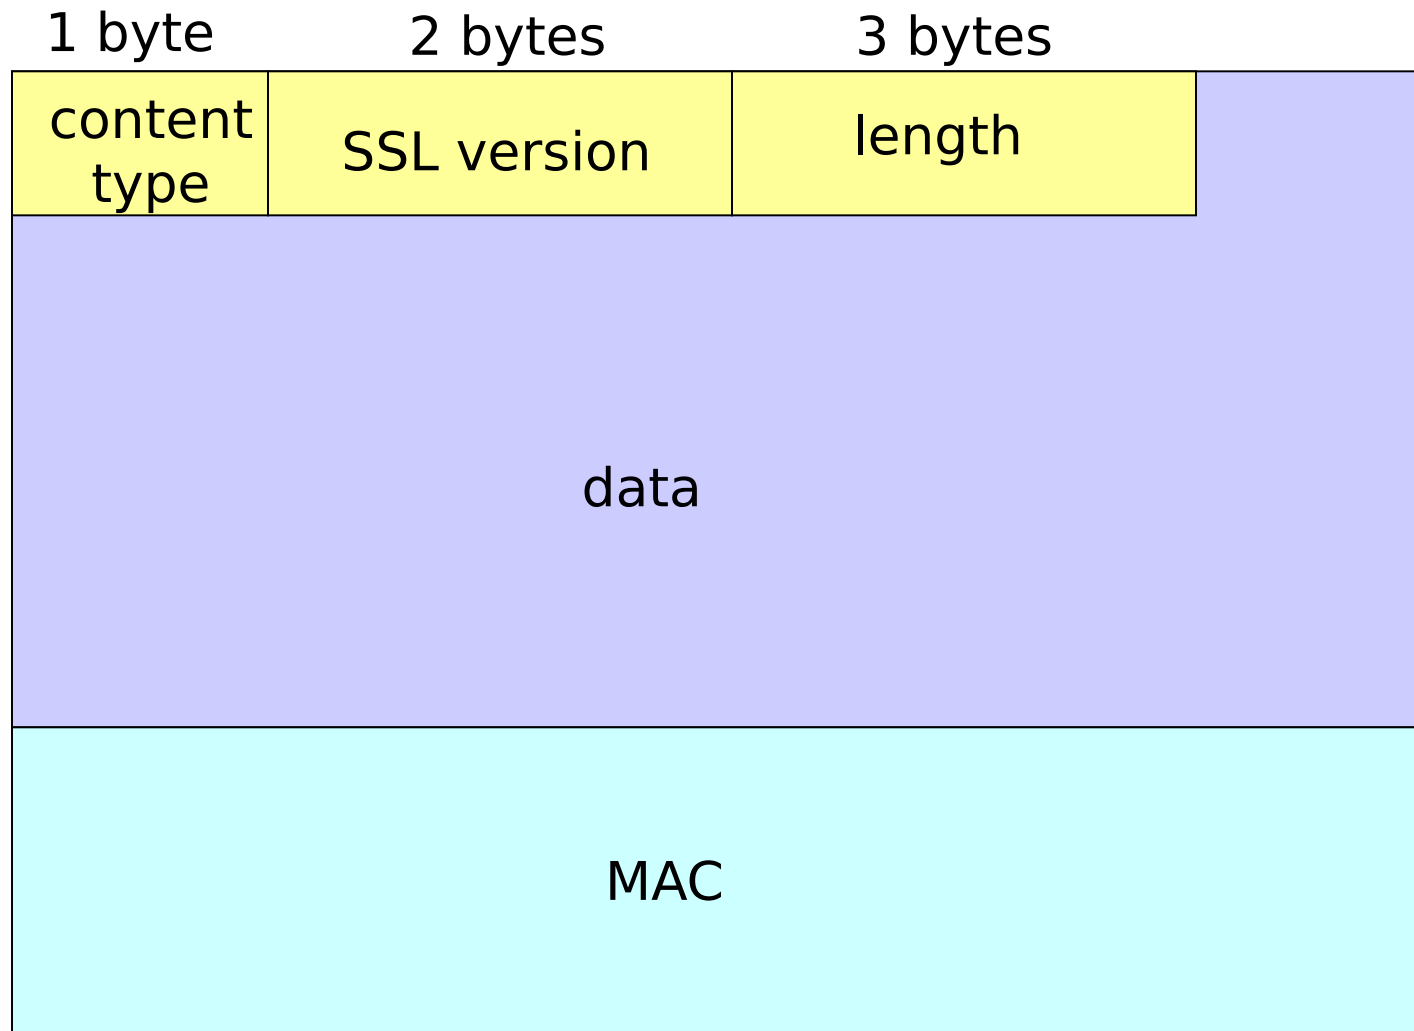 1 byte
2 bytes
3 bytes
content
type
SSL version
length
data
MAC